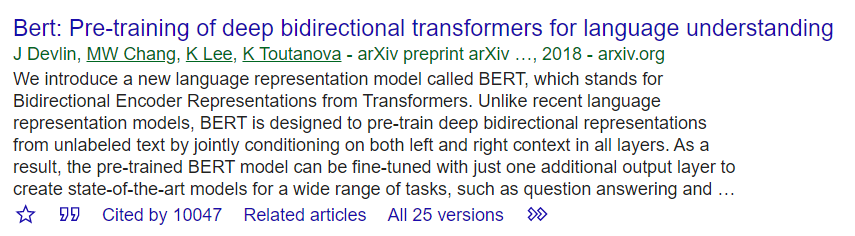 Bert: Pre-training of deep bidirectional transformers for language understanding
J Devlin, MW Chang, K Lee, K Toutanova - arXiv preprint arXiv …, 2018 - arxiv.org
We introduce a new language representation model called BERT, which stands for
Bidirectional Encoder Representations from Transformers. Unlike recent language
representation models, BERT is designed to pre-train deep bidirectional representations
from unlabeled text by jointly conditioning on both left and right context in all layers. As a
result, the pre-trained BERT model can be fine-tuned with just one additional output layer to
create state-of-the-art models for a wide range of tasks, such as question answering and …
Cited by 10047 Related articles All 25 versions